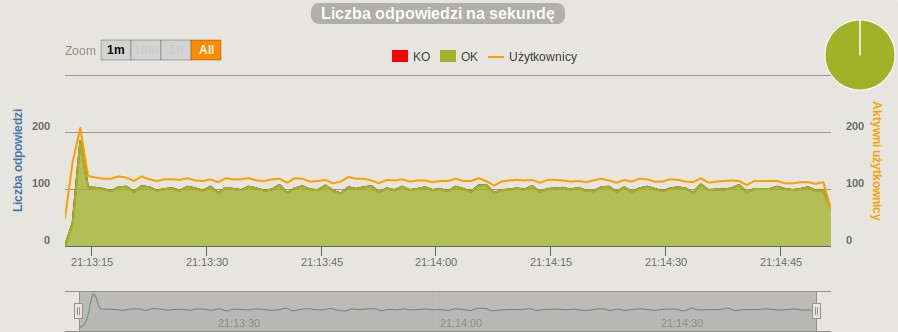 Liczba odpowiedzi na sekundę
Zoom 1m 10m 1h All
KO OK Użytkownicy
Liczba odpowiedzi
Aktywni użytkownicy
200 200
100 100
0 0
21:13:15 21:13:30 21:13:45 21:14:00 21:14:15 21:14:30 21:14:45
21:13:30 21:14:00 21:14:30